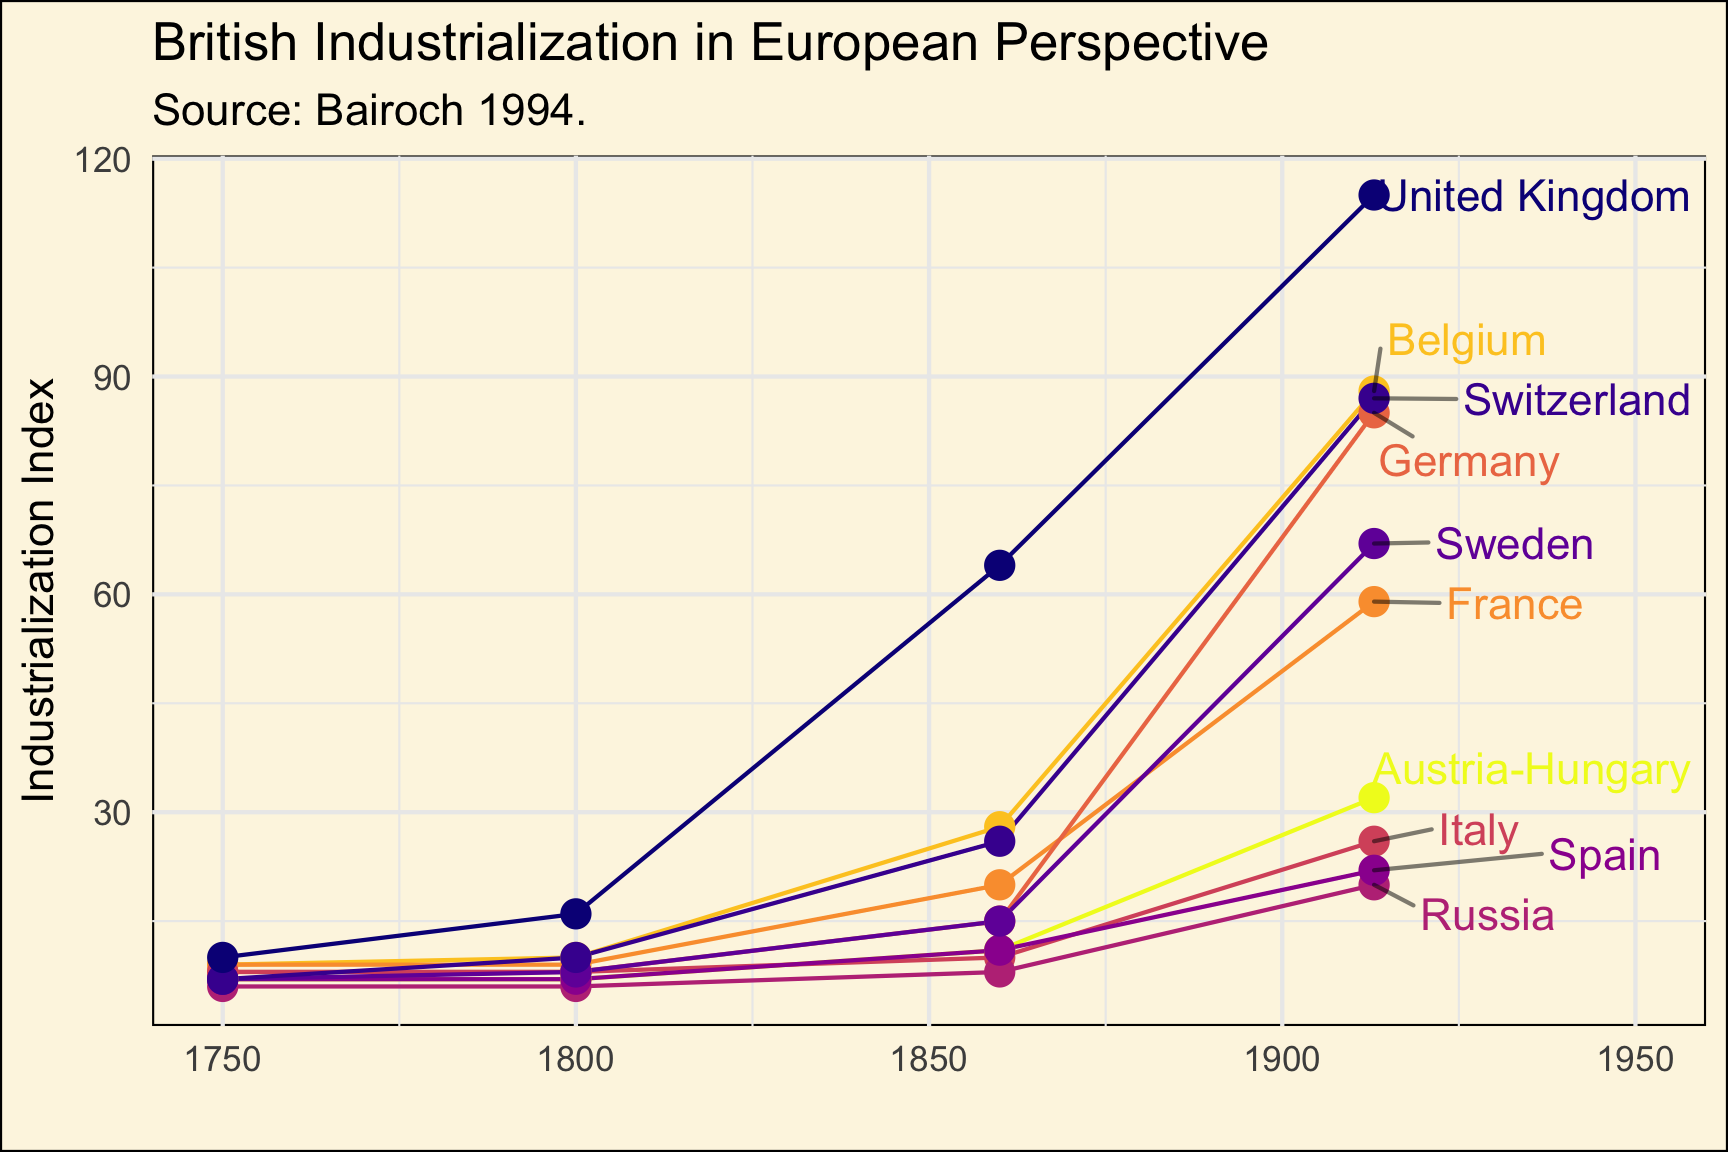 British Industrialization in European Perspective
Source: Bairoch 1994.
Industrialization Index
120
90
60
30
United Kingdom
Belgium
Switzerland
Germany
Sweden
France
Austria-Hungary
Italy
Spain
Russia
1750 1800 1850 1900 1950